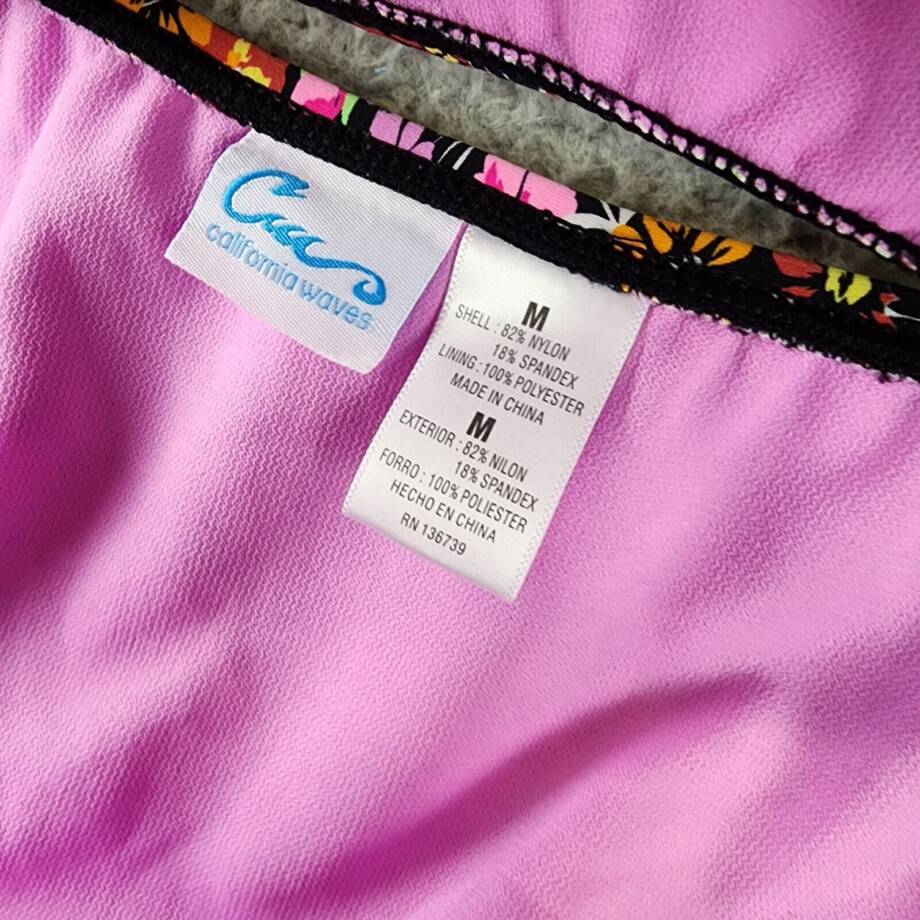 california waves
M
SHELL : 82% NYLON
18% SPANDEX
LINING : 100% POLYESTER
MADE IN CHINA
M
EXTERIOR : 82% NILON
18% SPANDEX
FORRO : 100% POLIESTER
HECHO EN CHINA
RN 136739